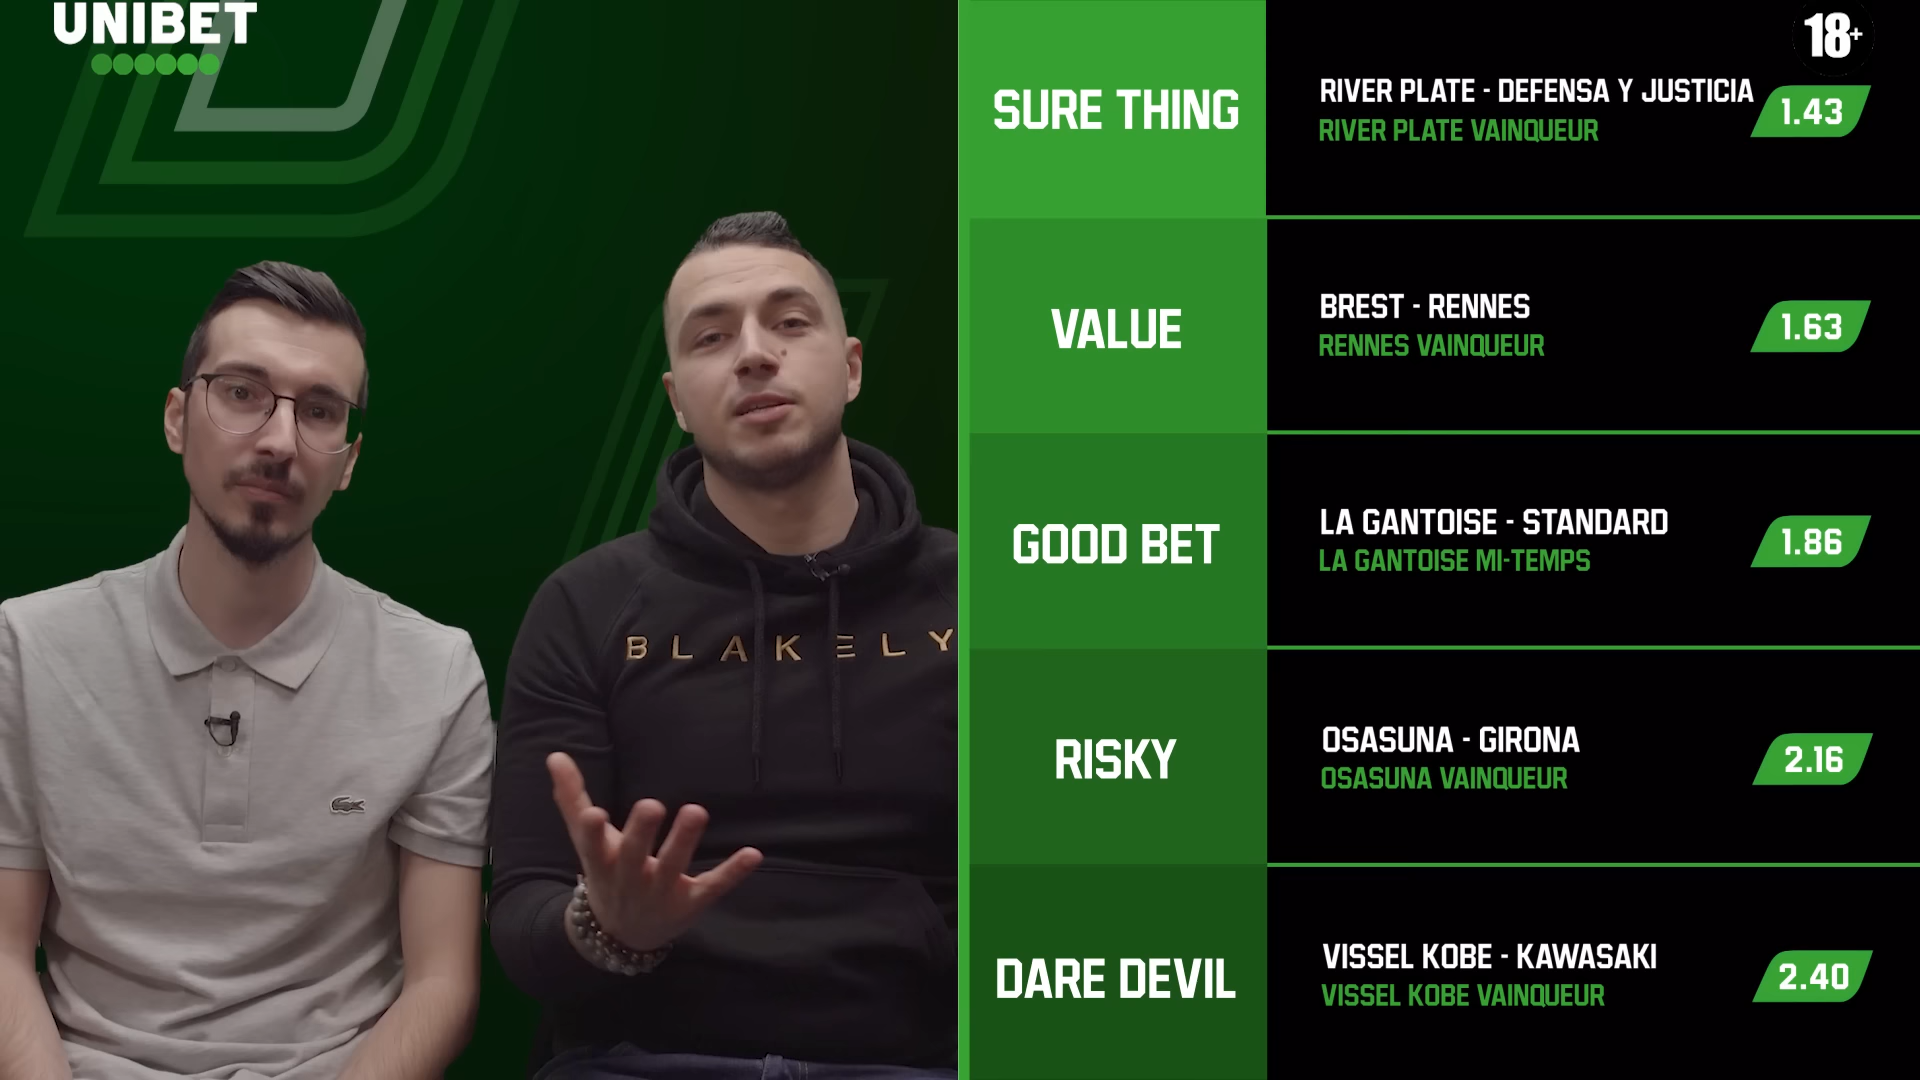 UNIBET
18+
SURE THING
RIVER PLATE - DEFENSA Y JUSTICIA
RIVER PLATE VAINQUEUR
1.43
VALUE
BREST - RENNES
RENNES VAINQUEUR
1.63
GOOD BET
LA GANTOISE - STANDARD
LA GANTOISE MI-TEMPS
1.86
RISKY
OSASUNA - GIRONA
OSASUNA VAINQUEUR
2.16
DARE DEVIL
VISSEL KOBE - KAWASAKI
VISSEL KOBE VAINQUEUR
2.40
BLAKELY